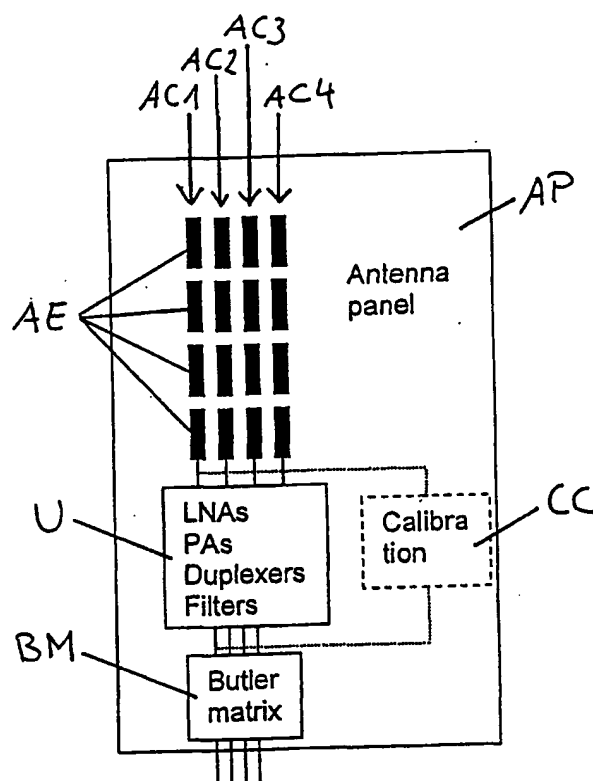 AC3
AC2
AC1
AC4
AP
Antenna
panel
AE
U
LNAs
PAs
Duplexers
Filters
Calibra
tion
CC
BM
Butler
matrix